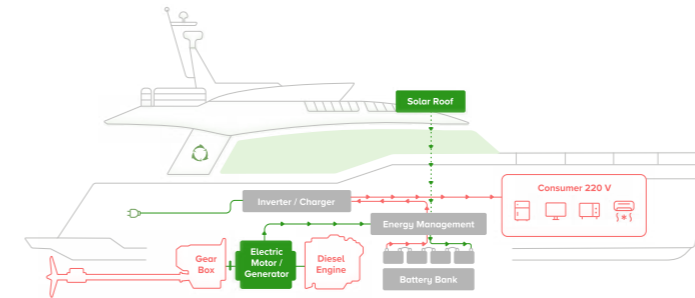 Solar Roof
Consumer 220 V
Inverter / Charger
Energy Management
Gear
Box
Electric
Motor /
Generator
Diesel
Engine
Battery Bank